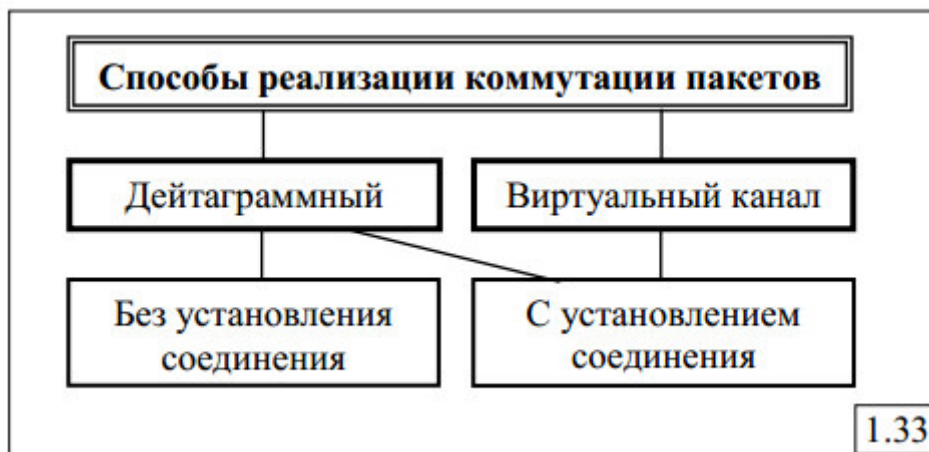 Способы реализации коммутации пакетов
Дейтаграммный
Виртуальный канал
Без установления
соединения
С установлением
соединения
1.33